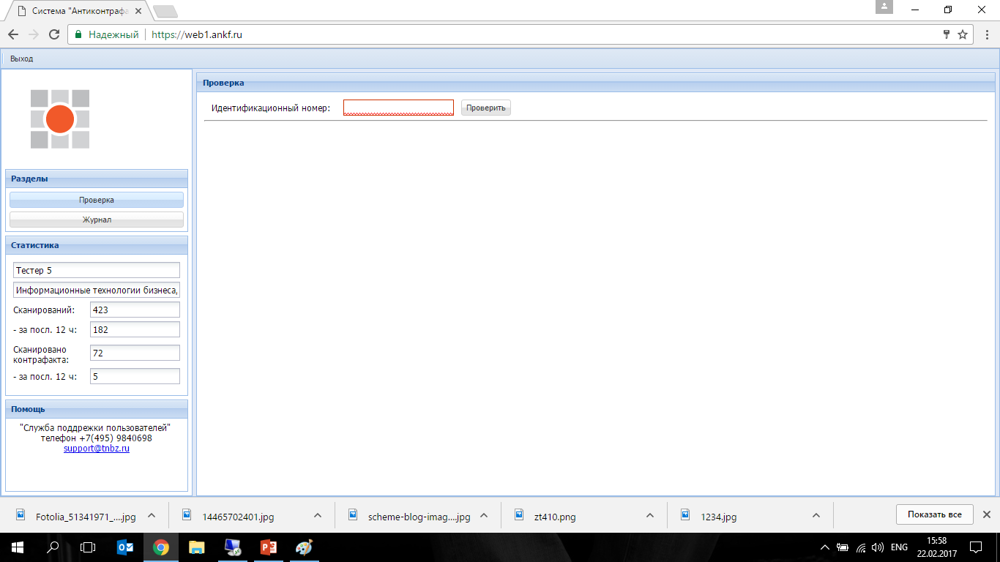 Система "Антиконтрафа
Надежный
https://web1.ankf.ru
Выход
Разделы
Проверка
Журнал
Статистика
Тестер 5
Информационные технологии бизнеса,
Сканирований: 423
- за посл. 12 ч: 182
Сканировано
контрафакта: 72
- за посл. 12 ч: 5
Помощь
"Служба поддрежки пользователей"
телефон +7(495) 9840698
support@tnbz.ru
Проверка
Идентификационный номер: Проверить
Fotolia_51341971_....jpg
14465702401.jpg
scheme-blog-imag....jpg
zt410.png
1234.jpg
Показать все
ENG
15:58
22.02.2017